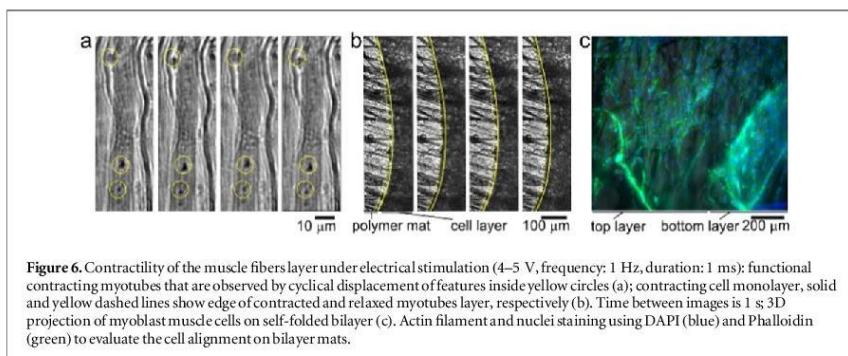 a
b
c
10 μm
polymer mat
cell layer
100 μm
top layer
bottom layer
200 μm
Figure 6. Contractility of the muscle fibers layer under electrical stimulation (4–5 V, frequency: 1 Hz, duration: 1 ms): functional
contracting myotubes that are observed by cyclical displacement of features inside yellow circles (a); contracting cell monolayer, solid
and yellow dashed lines show edge of contracted and relaxed myotubes layer, respectively (b). Time between images is 1 s; 3D
projection of myoblast muscle cells on self-folded bilayer (c). Actin filament and nuclei staining using DAPI (blue) and Phalloidin
(green) to evaluate the cell alignment on bilayer mats.